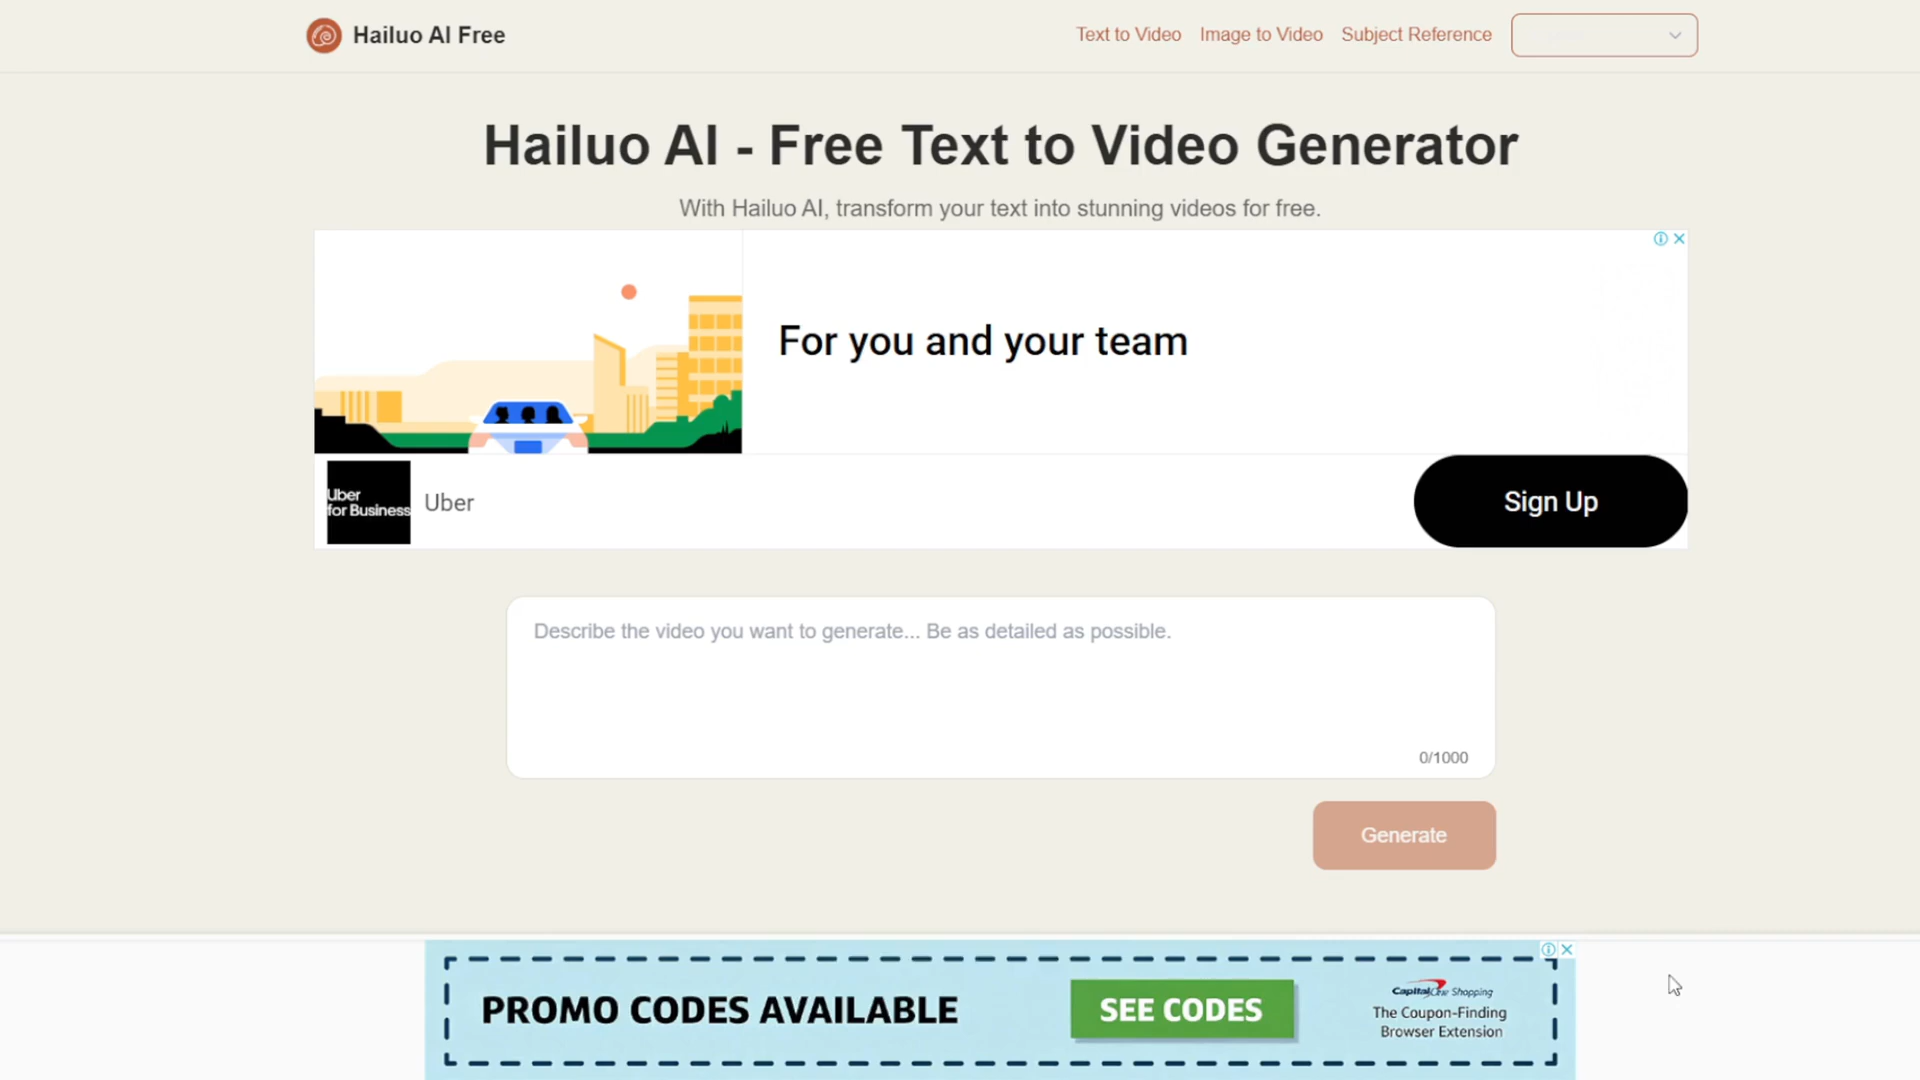 Hailuo AI Free
Text to Video Image to Video Subject Reference
Hailuo AI - Free Text to Video Generator
With Hailuo AI, transform your text into stunning videos for free.
For you and your team
Uber
for Business
Uber
Sign Up
Describe the video you want to generate... Be as detailed as possible.
0/1000
Generate
PROMO CODES AVAILABLE
SEE CODES
Capital One Shopping
The Coupon-Finding
Browser Extension